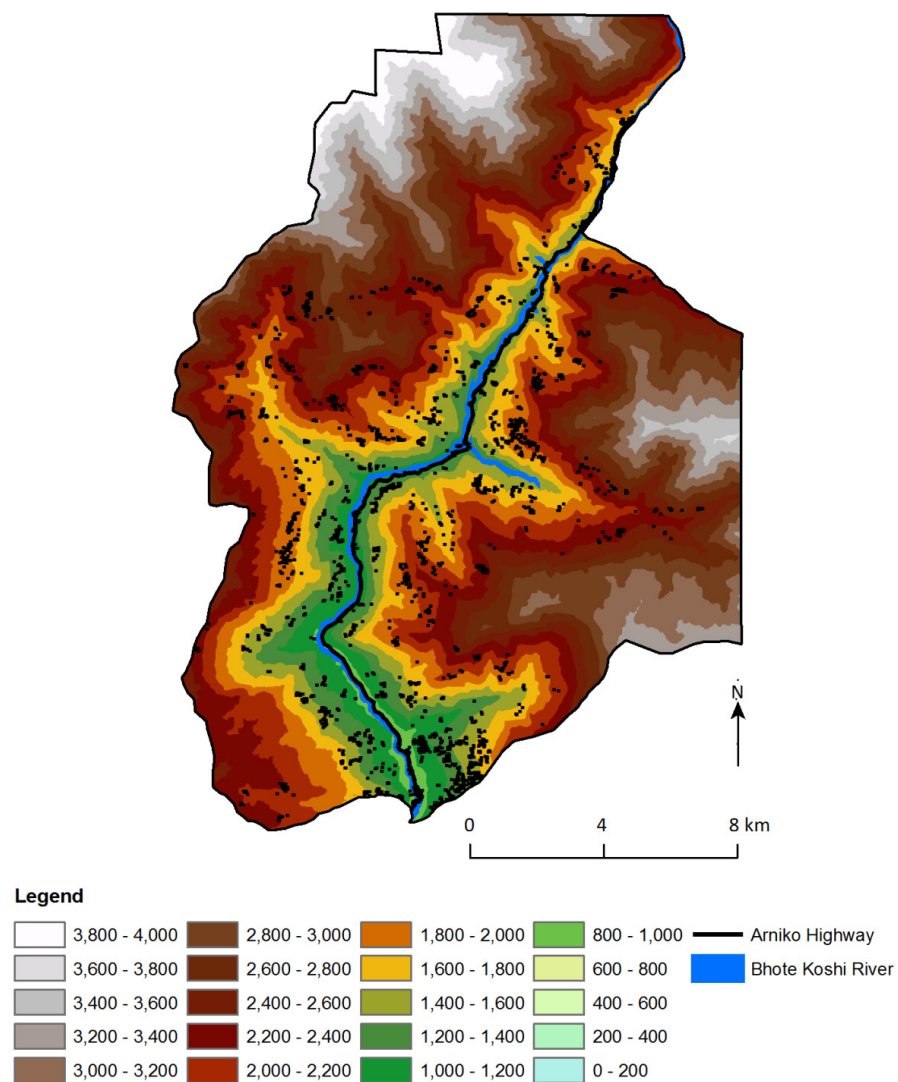 N
0 4 8 km
Legend
3,800 - 4,000 2,800 - 3,000 1,800 - 2,000 800 - 1,000 Arniko Highway
3,600 - 3,800 2,600 - 2,800 1,600 - 1,800 600 - 800 Bhote Koshi River
3,400 - 3,600 2,400 - 2,600 1,400 - 1,600 400 - 600
3,200 - 3,400 2,200 - 2,400 1,200 - 1,400 200 - 400
3,000 - 3,200 2,000 - 2,200 1,000 - 1,200 0 - 200